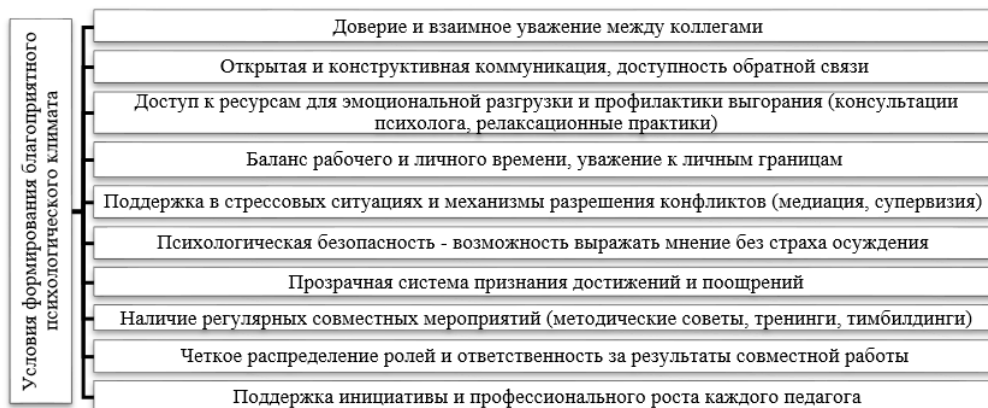 Условия формирования благоприятного
психологического климата
Доверие и взаимное уважение между коллегами
Открытая и конструктивная коммуникация, доступность обратной связи
Доступ к ресурсам для эмоциональной разгрузки и профилактики выгорания (консультации
психолога, релаксационные практики)
Баланс рабочего и личного времени, уважение к личным границам
Поддержка в стрессовых ситуациях и механизмы разрешения конфликтов (медиация, супервизия)
Психологическая безопасность - возможность выражать мнение без страха осуждения
Прозрачная система признания достижений и поощрений
Наличие регулярных совместных мероприятий (методические советы, тренинги, тимбилдинги)
Четкое распределение ролей и ответственность за результаты совместной работы
Поддержка инициативы и профессионального роста каждого педагога